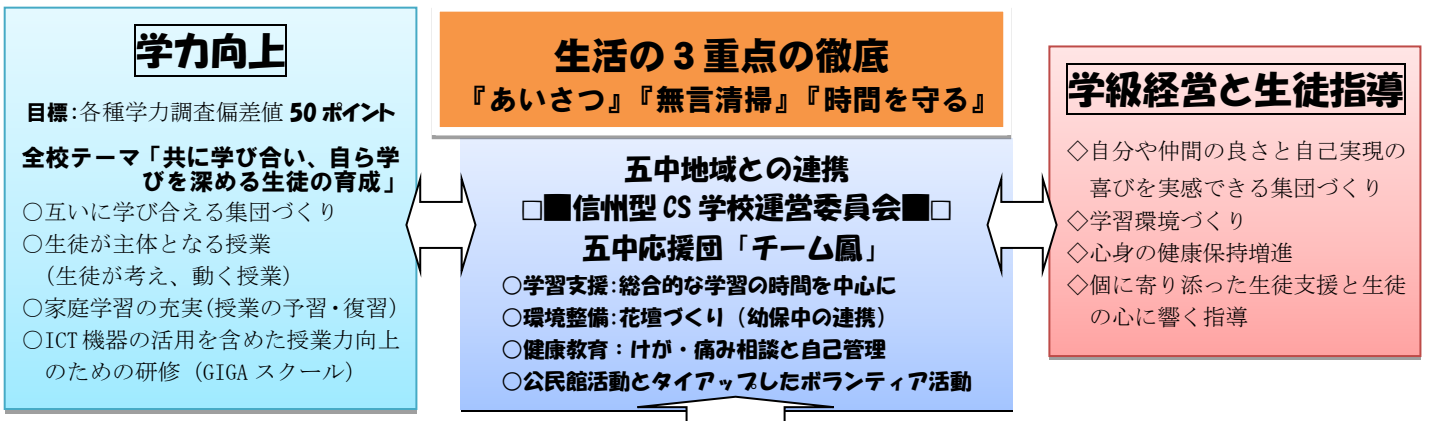 学力向上
目標:各種学力調査偏差値 50 ポイント
全校テーマ「共に学び合い、自ら学
びを深める生徒の育成」
○互いに学び合える集団づくり
○生徒が主体となる授業
(生徒が考え、動く授業)
○家庭学習の充実(授業の予習・復習)
○ICT機器の活用を含めた授業力向上
のための研修（GIGA スクール）
生活の３重点の徹底
『あいさつ』『無言清掃』『時間を守る』
五中地域との連携
□■信州型 CS 学校運営委員会■□
五中応援団「チーム鳳」
○学習支援:総合的な学習の時間を中心に
○環境整備:花壇づくり（幼保中の連携）
○健康教育：けが・痛み相談と自己管理
○公民館活動とタイアップしたボランティア活動
学級経営と生徒指導
◇自分や仲間の良さと自己実現の
喜びを実感できる集団づくり
◇学習環境づくり
◇心身の健康保持増進
◇個に寄り添った生徒支援と生徒
の心に響く指導